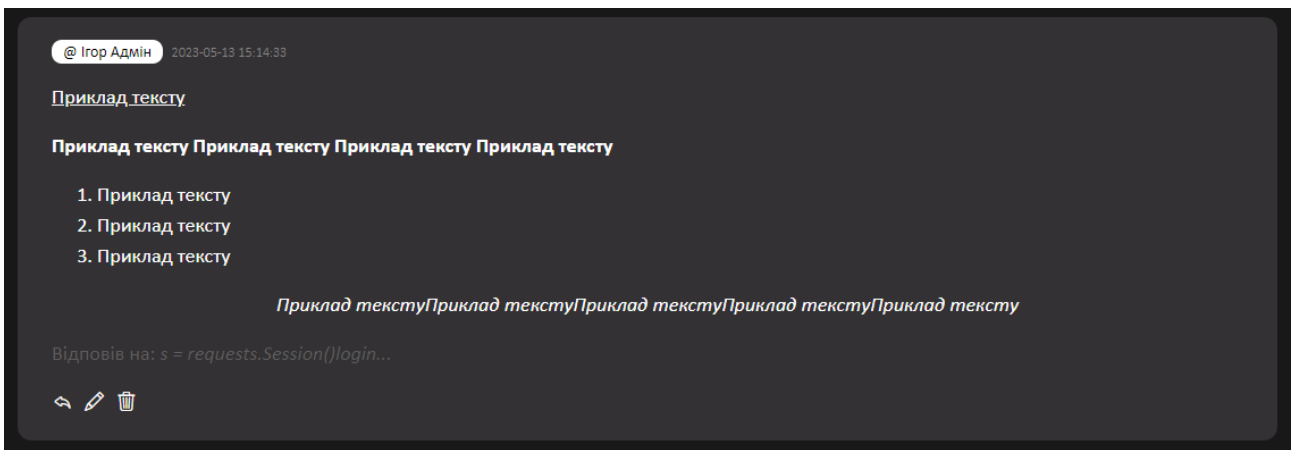 @ Ігор Адмін 2023-05-13 15:14:33
Приклад тексту
Приклад тексту Приклад тексту Приклад тексту Приклад тексту
1. Приклад тексту
2. Приклад тексту
3. Приклад тексту
Приклад текстуПриклад текстуПриклад текстуПриклад текстуПриклад тексту
Відповів на: s = requests.Session()login...